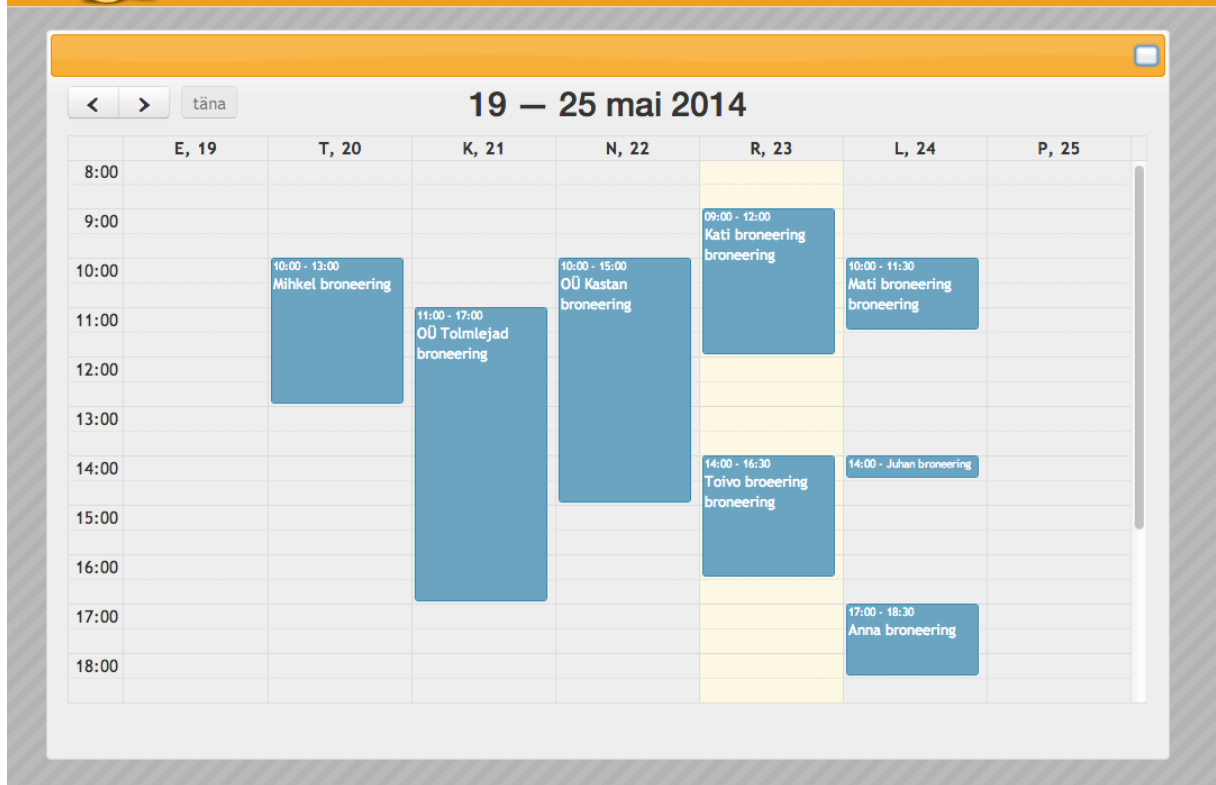 < > täna
19 — 25 mai 2014
E, 19 T, 20 K, 21 N, 22 R, 23 L, 24 P, 25
8:00
9:00
10:00
11:00
12:00
13:00
14:00
15:00
16:00
17:00
18:00
10:00 - 13:00
Mihkel broneering
11:00 - 17:00
OÜ Tolmlejad
broneering
10:00 - 15:00
OÜ Kastan
broneering
09:00 - 12:00
Kati broneering
broneering
14:00 - 16:30
Toivo broeering
broneering
10:00 - 11:30
Mati broneering
broneering
14:00 - Juhan broneering
17:00 - 18:30
Anna broneering